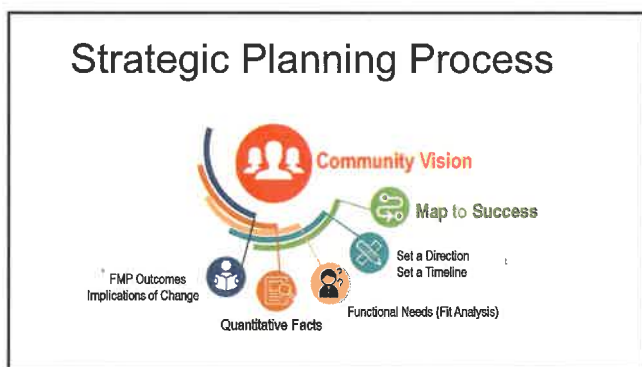 Strategic Planning Process
Community Vision
Map to Success
Set a Direction
Set a Timeline
FMP Outcomes
Implications of Change
Functional Needs (Fit Analysis)
Quantitative Facts